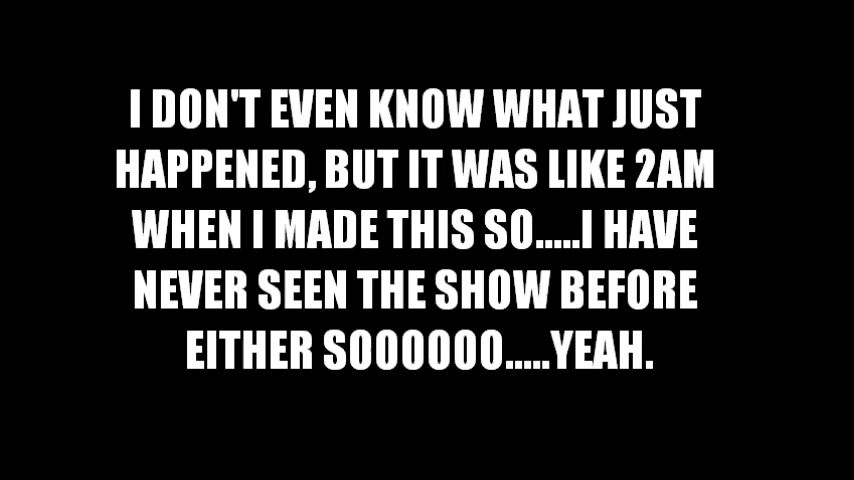 I DON'T EVEN KNOW WHAT JUST
HAPPENED, BUT IT WAS LIKE 2AM
WHEN I MADE THIS SO.....I HAVE
NEVER SEEN THE SHOW BEFORE
EITHER SOOOOOOO.....YEAH.